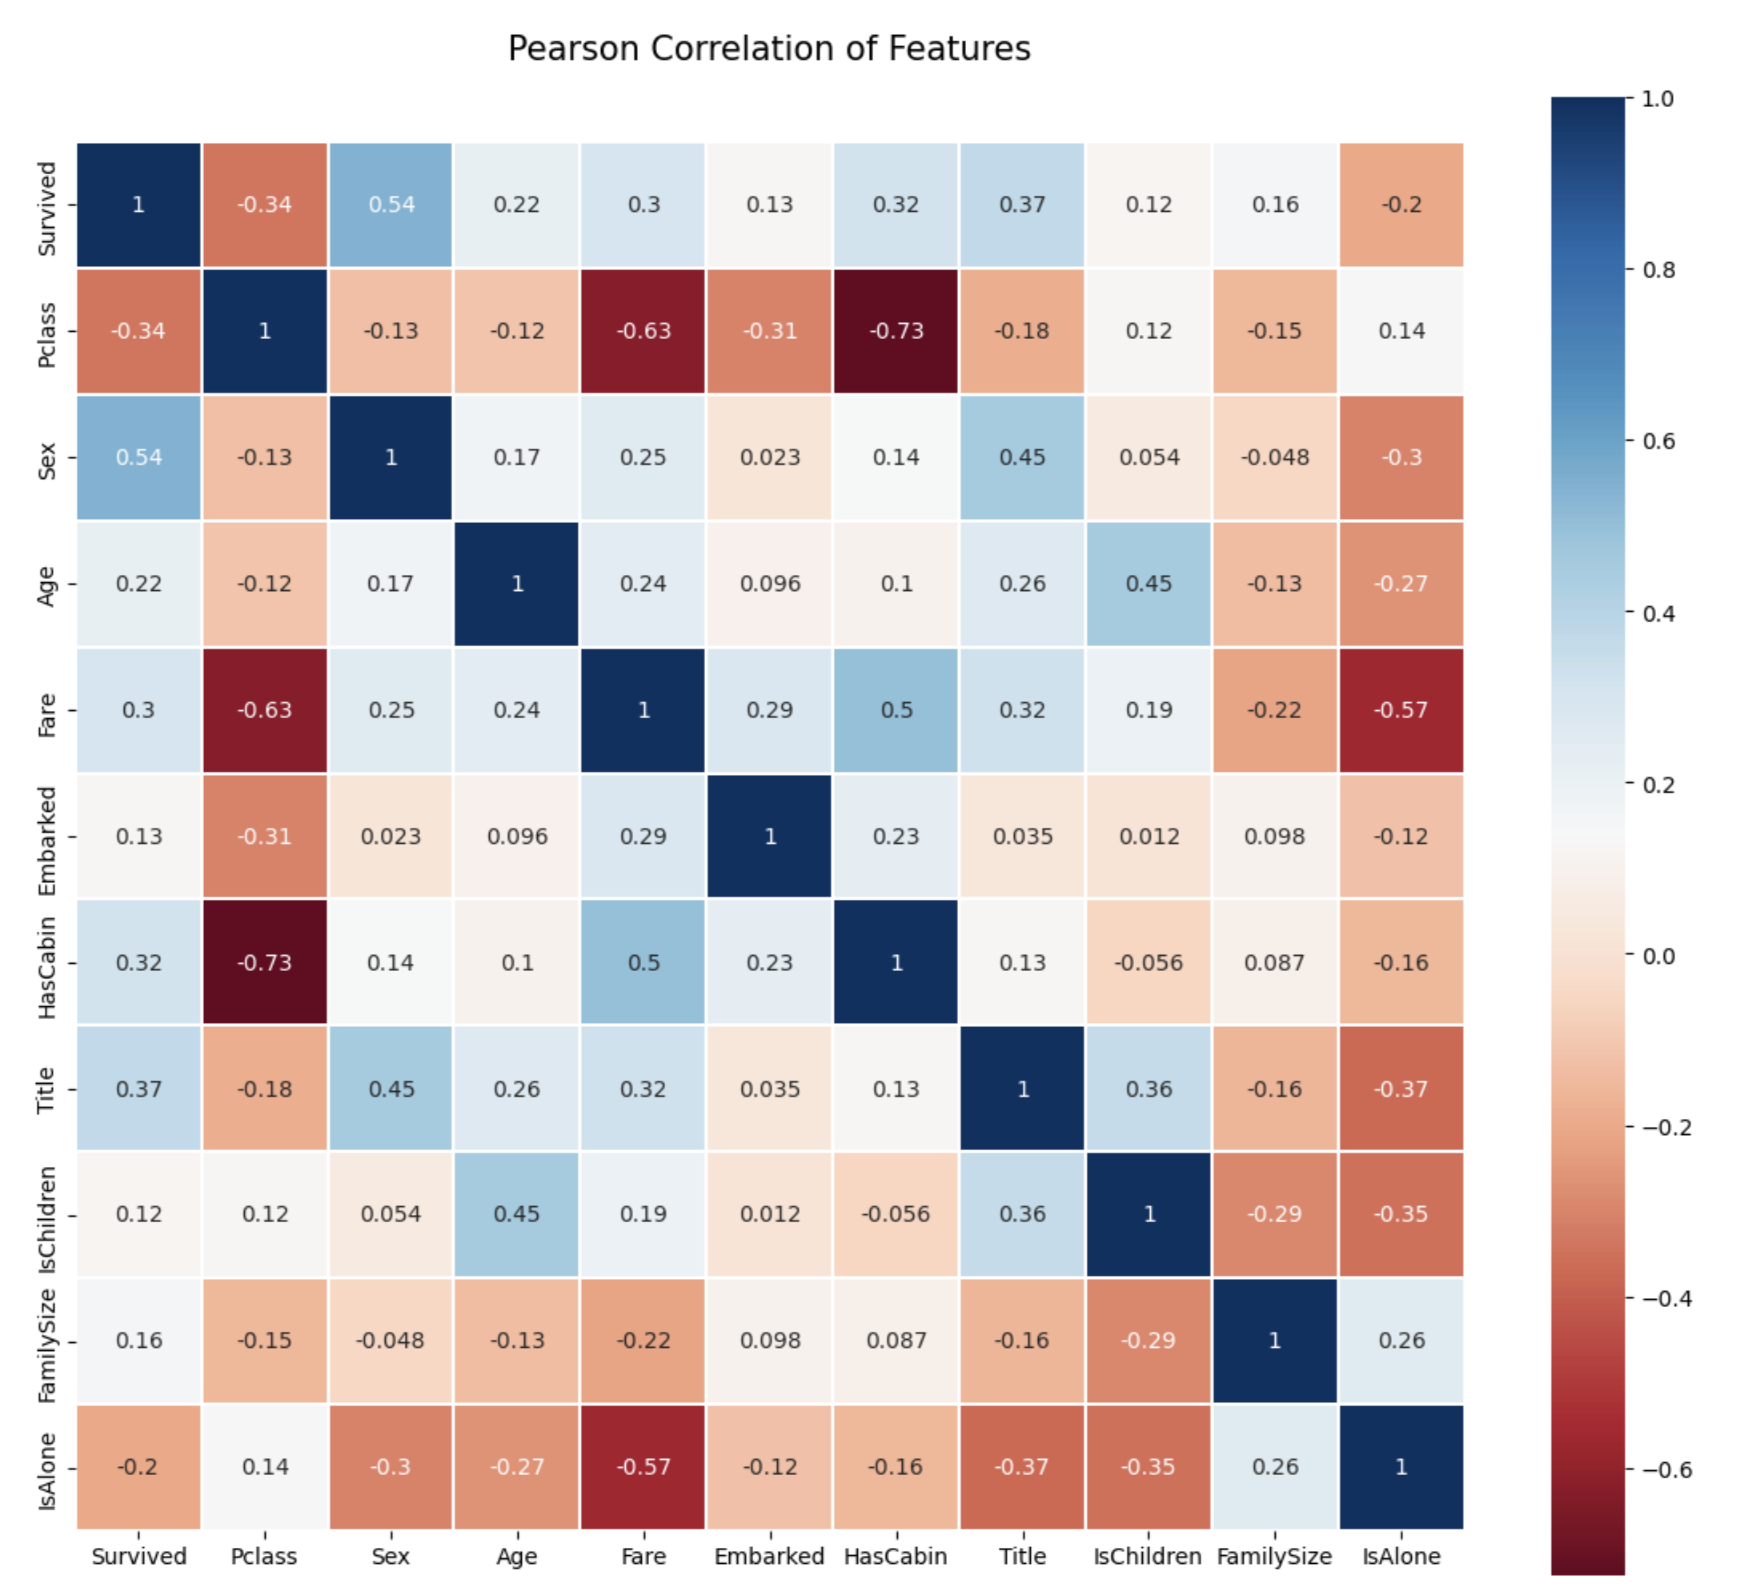 Pearson Correlation of Features
Survived 1 -0.34 0.54 0.22 0.3 0.13 0.32 0.37 0.12 0.16 -0.2
Pclass -0.34 1 -0.13 -0.12 -0.63 -0.31 -0.73 -0.18 0.12 -0.15 0.14
Sex 0.54 -0.13 1 0.17 0.25 0.023 0.14 0.45 0.054 -0.048 -0.3
Age 0.22 -0.12 0.17 1 0.24 0.096 0.1 0.26 0.45 -0.13 -0.27
Fare 0.3 -0.63 0.25 0.24 1 0.29 0.5 0.32 0.19 -0.22 -0.57
Embarked 0.13 -0.31 0.023 0.096 0.29 1 0.23 0.035 0.012 0.098 -0.12
HasCabin 0.32 -0.73 0.14 0.1 0.5 0.23 1 0.13 -0.056 0.087 -0.16
Title 0.37 -0.18 0.45 0.26 0.32 0.035 0.13 1 0.36 -0.16 -0.37
IsChildren 0.12 0.12 0.054 0.45 0.19 0.012 -0.056 0.36 1 -0.29 -0.35
FamilySize 0.16 -0.15 -0.048 -0.13 -0.22 0.098 0.087 -0.16 -0.29 1 0.26
IsAlone -0.2 0.14 -0.3 -0.27 -0.57 -0.12 -0.16 -0.37 -0.35 0.26 1
Survived Pclass Sex Age Fare Embarked HasCabin Title IsChildren FamilySize IsAlone
1.0
0.8
0.6
0.4
0.2
0.0
−0.2
−0.4
−0.6